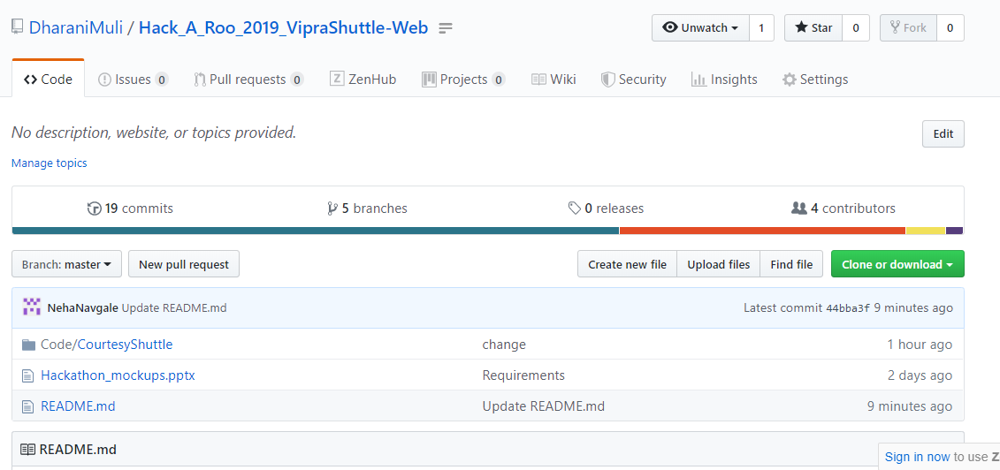 DharaniMuli / Hack_A_Roo_2019_VipraShuttle-Web Unwatch 1 Star 0 Fork 0
Code Issues 0 Pull requests 0 ZenHub Projects 0 Wiki Security Insights Settings
No description, website, or topics provided. Edit
Manage topics
19 commits 5 branches 0 releases 4 contributors
Branch: master New pull request Create new file Upload files Find file Clone or download
NehaNavgale Update README.md Latest commit 44bba3f 9 minutes ago
Code/CourtesyShuttle change 1 hour ago
Hackathon_mockups.pptx Requirements 2 days ago
README.md Update README.md 9 minutes ago
README.md
Sign in now to use Z